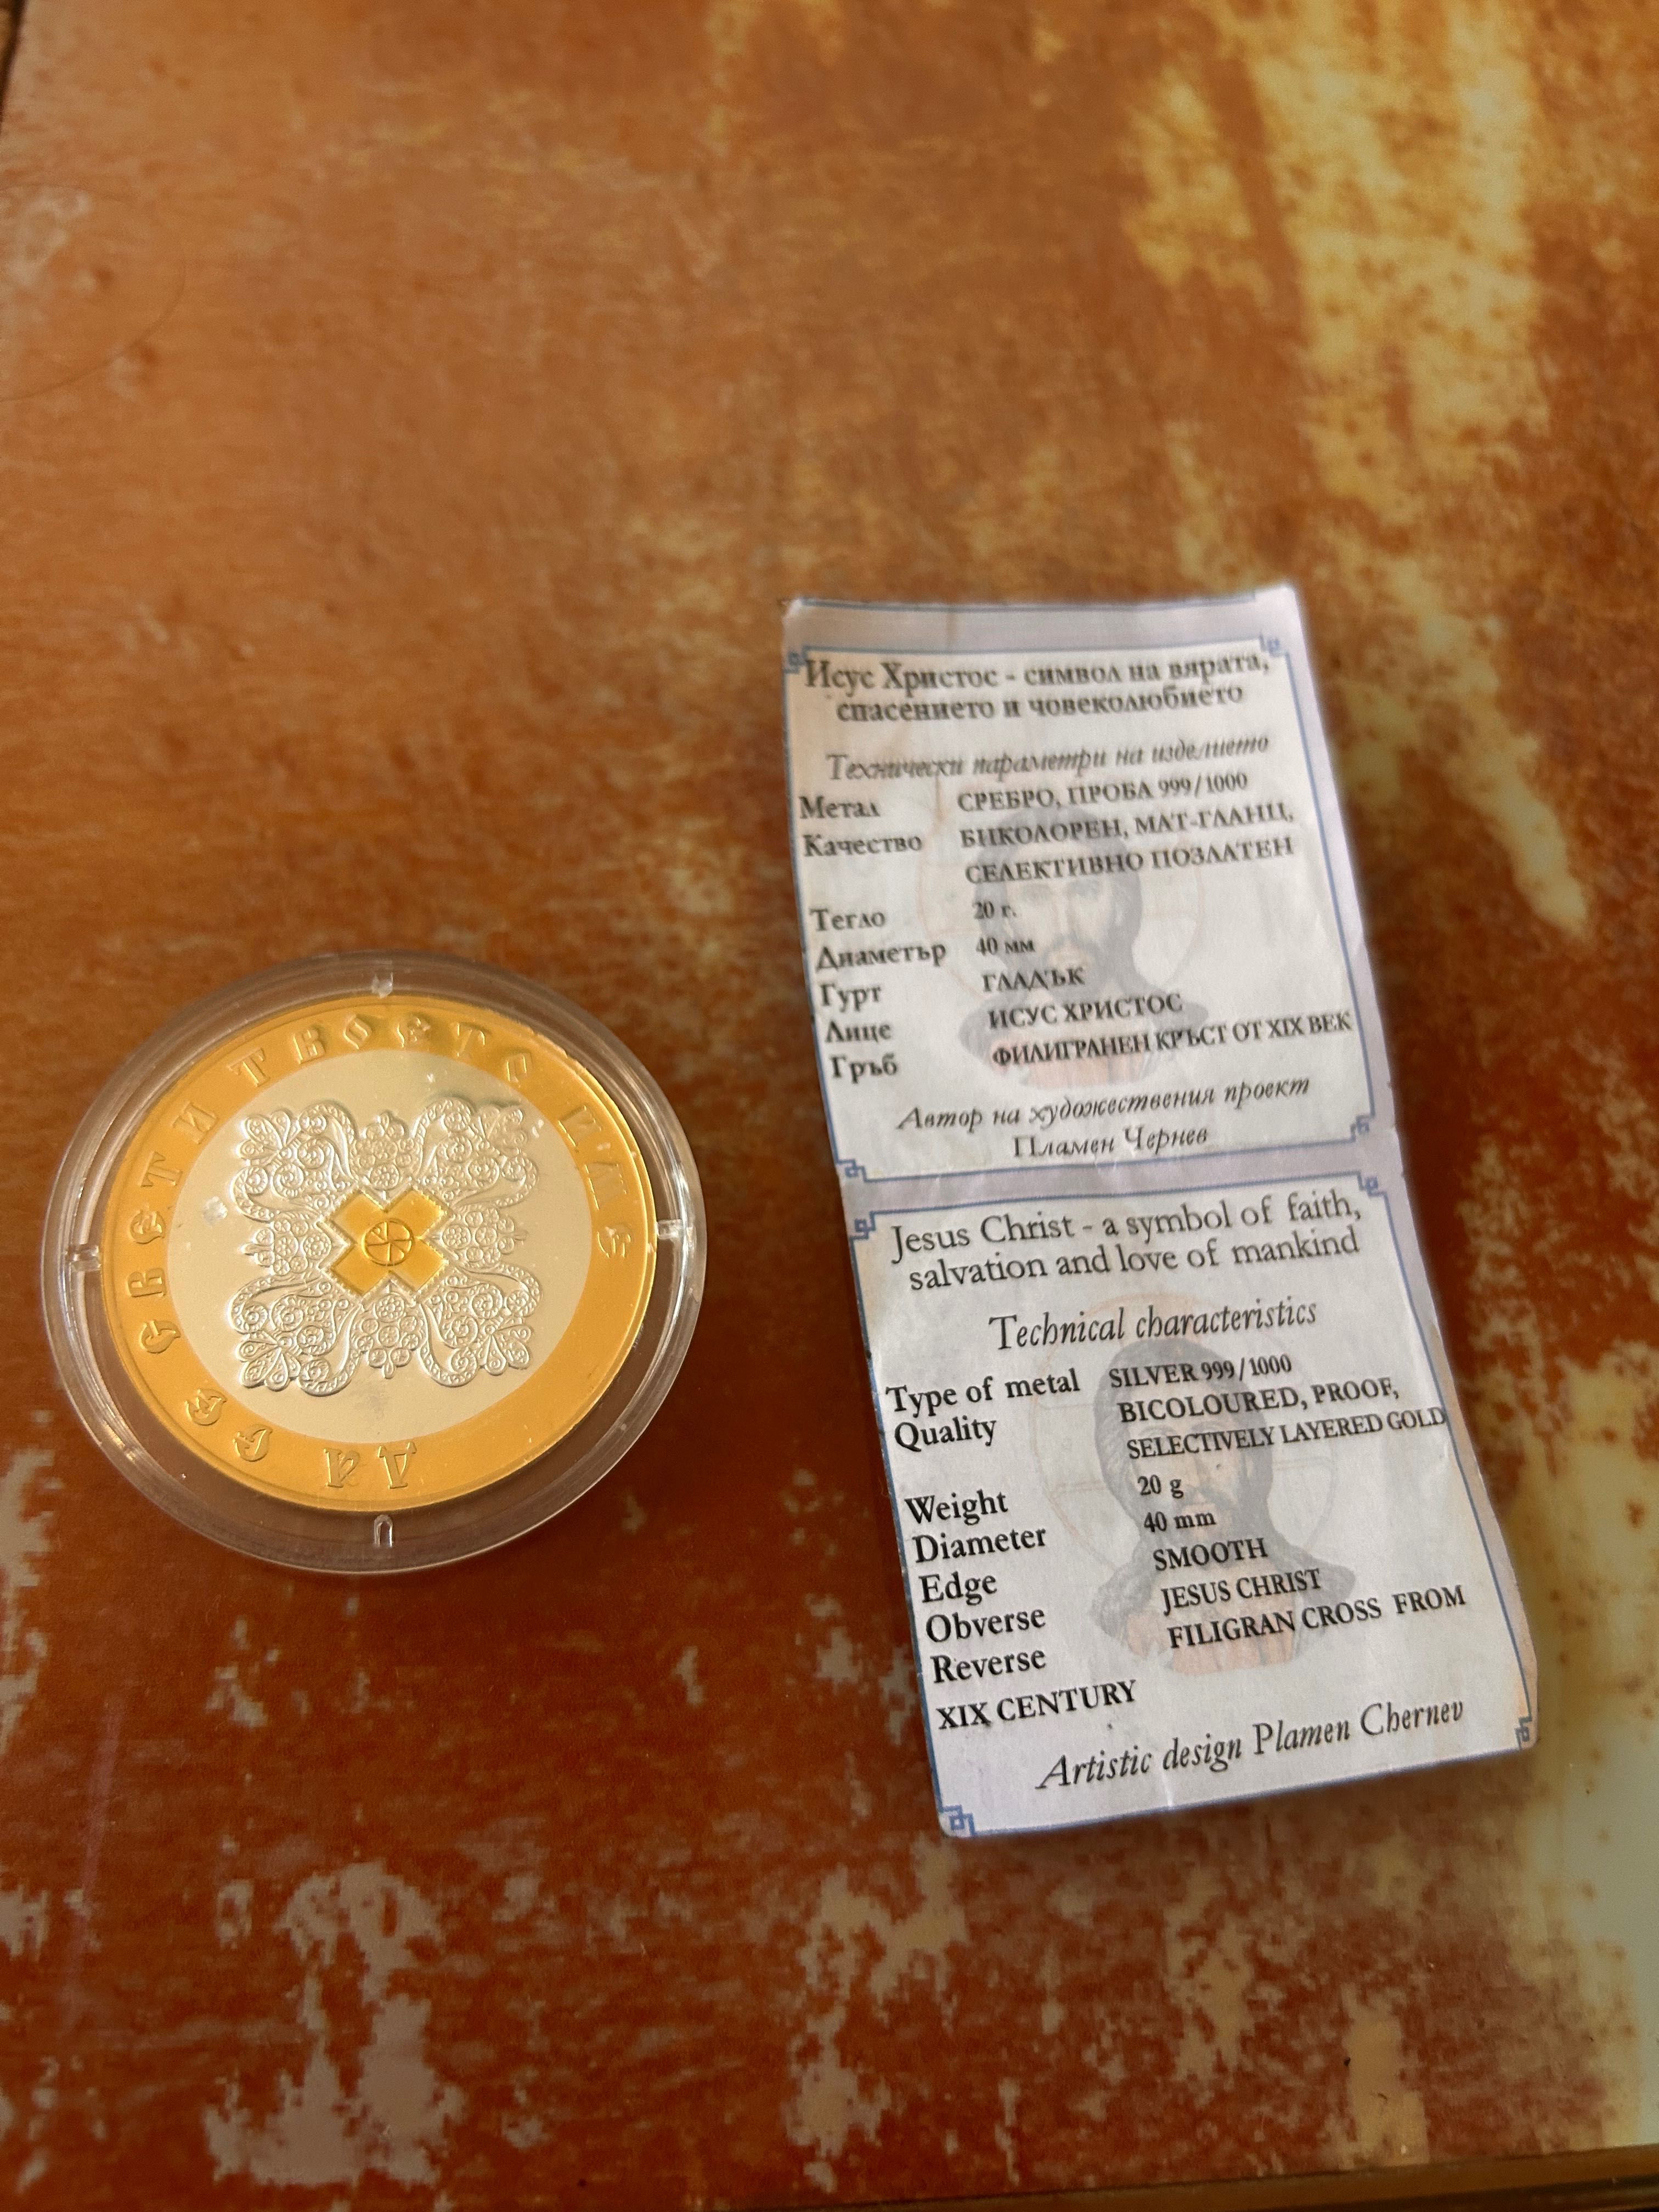 ДА СЕ СВЕТИ ТВОЕТО ИМЕ
Исус Христос - символ на вярата,
спасението и човеколюбието
Технически параметри на изделието
Метал СРЕБРО, ПРОБА 999/1000
Качество БИКОЛОРЕН, МАТ-ГЛАНЦ,
СЕЛЕКТИВНО ПОЗЛАТЕН
Тегло 20 г.
Диаметър 40 мм
Гурт ГЛАДЪК
Лице ИСУС ХРИСТОС
Гръб ФИЛИГРАНЕН КРЪСТ ОТ XIX ВЕК
Автор на художествения проект
Пламен Чернев
Jesus Christ - a symbol of faith,
salvation and love of mankind
Technical characteristics
Type of metal SILVER 999/1000
Quality BICOLOURED, PROOF,
SELECTIVELY LAYERED GOLD
Weight 20 g
Diameter 40 mm
Edge SMOOTH
Obverse JESUS CHRIST
Reverse FILIGRAN CROSS FROM
XIX CENTURY
Artistic design Plamen Chernev